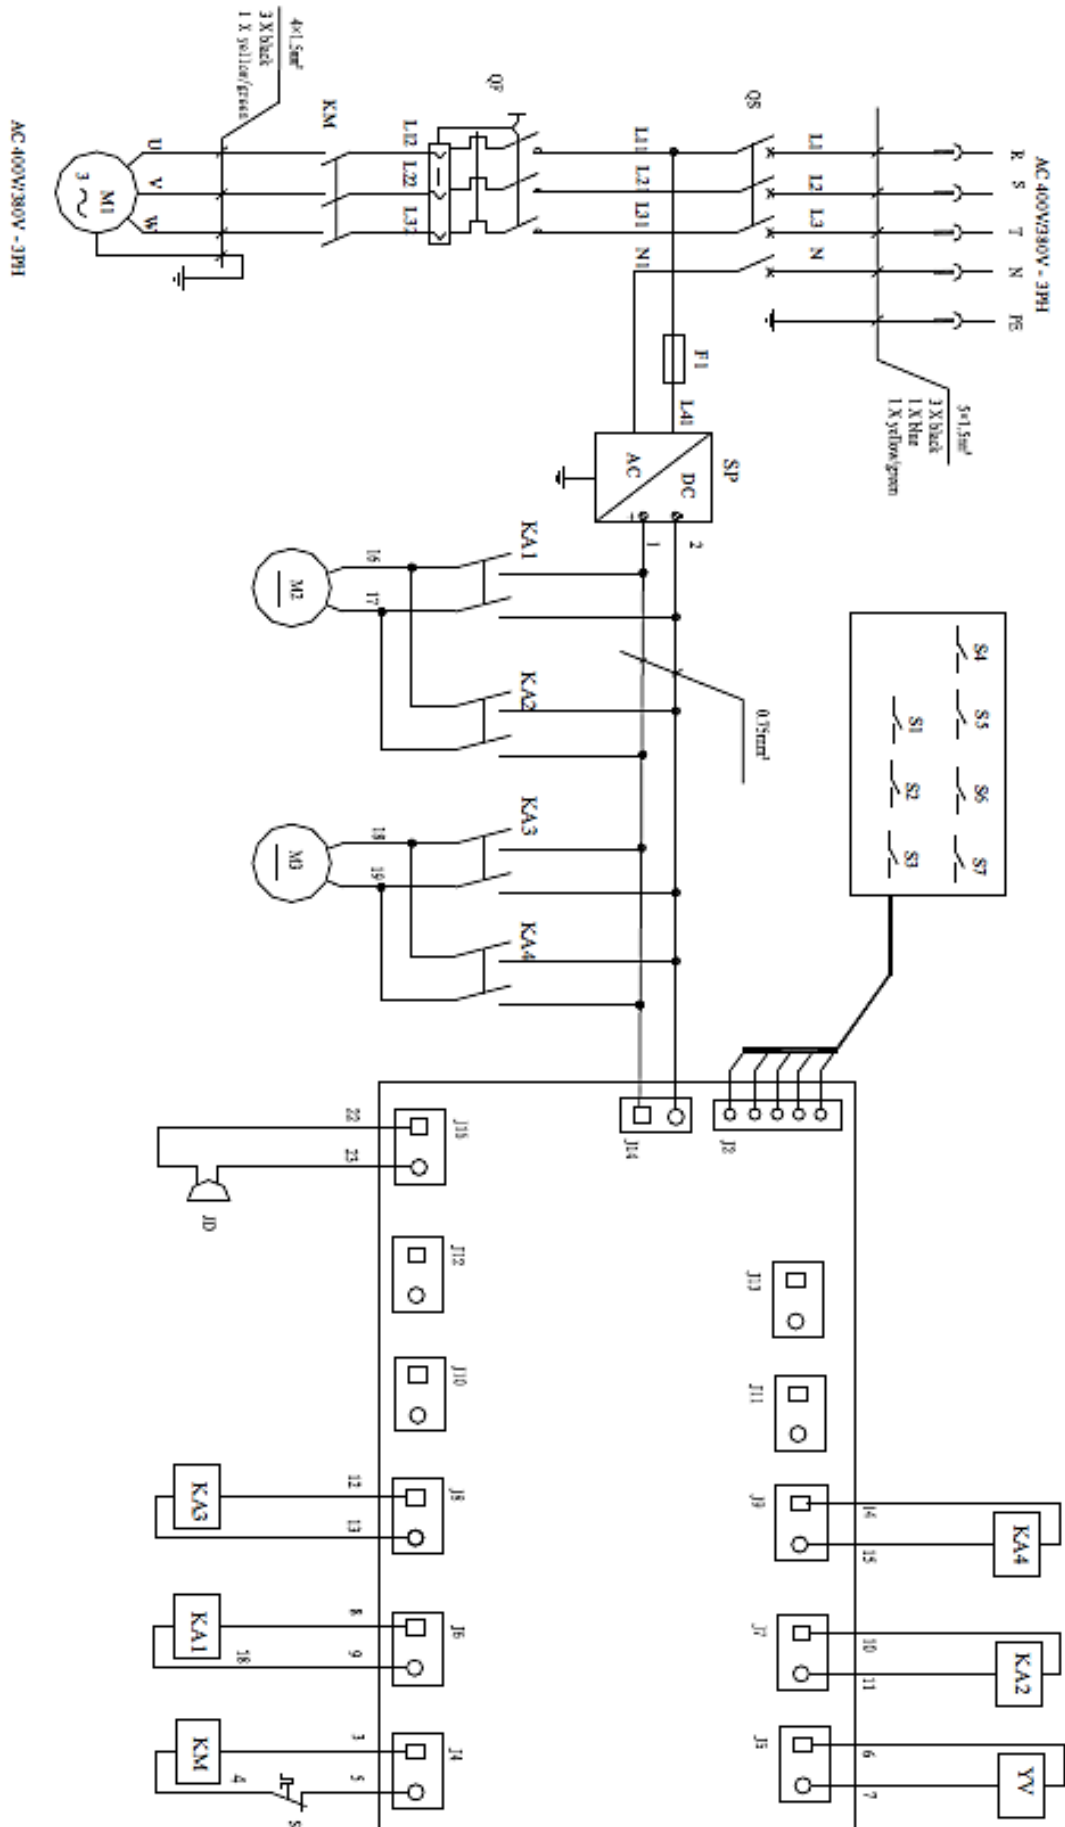 AC 400V/380V - 3PH
R
S
T
N
PE
L1
L2
L3
N
5*1.5m²
3 X black
1 X blue
1 X yellow/green
QS
L11
L21
L31
N1
QF
L12
L22
L32
KM
4*1.5m²
3 X black
1 X yellow/green
U
V
W
M1
3
AC 400V/380V - 3PH
F1
L41
SP
AC
DC
1
2
KA1
16
17
M2
KA2
0.75mm²
KA3
18
19
M3
KA4
S4
S5
S6
S7
S1
S2
S3
J2
J14
J15
22
23
JD
J12
J10
J13
J11
J8
12
13
KA3
J9
14
15
KA4
J6
8
9
18
KA1
J7
10
11
KA2
J4
3
5
4
KM
S
J5
6
7
YV